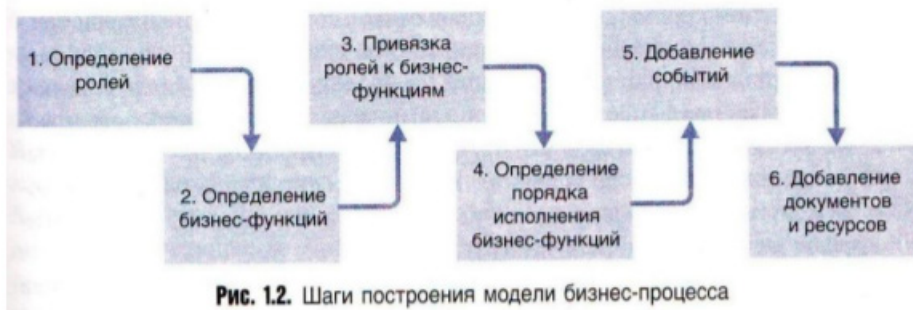 1. Определение
ролей
2. Определение
бизнес-функций
3. Привязка
ролей к бизнес-
функциям
4. Определение
порядка
исполнения
бизнес-функций
5. Добавление
событий
6. Добавление
документов
и ресурсов
Рис. 1.2. Шаги построения модели бизнес-процесса